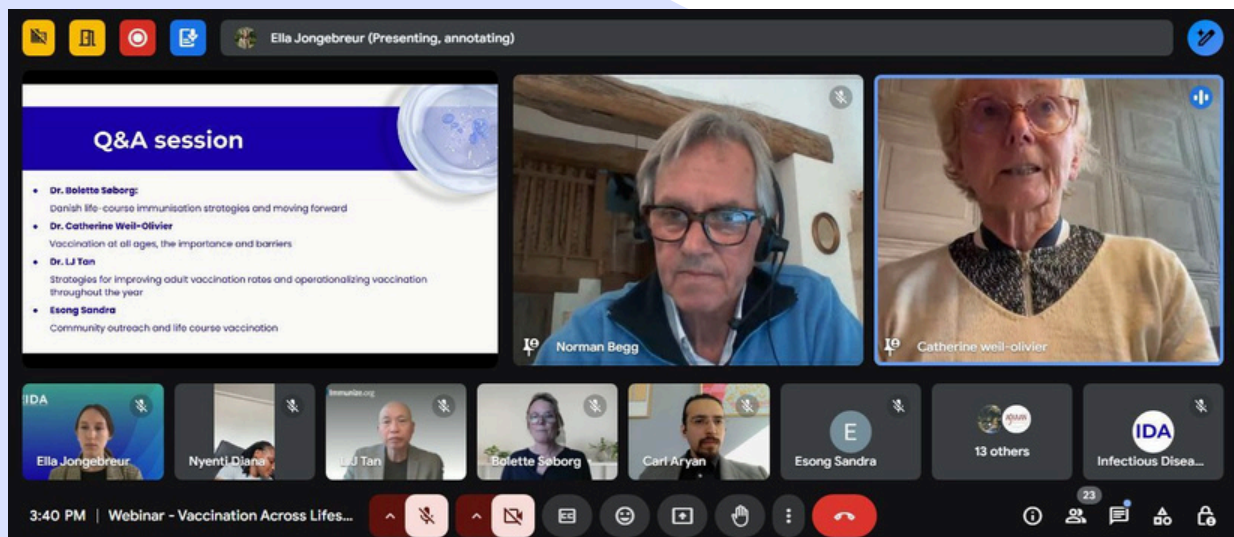 Ella Jongebreur (Presenting, annotating)
Q&A session
• Dr. Bolette Søborg:
Danish life-course immunisation strategies and moving forward
• Dr. Catherine Weil-Olivier
Vaccination at all ages, the importance and barriers
• Dr. LJ Tan
Strategies for improving adult vaccination rates and operationalizing vaccination
throughout the year
• Esong Sandra
Community outreach and life course vaccination
Norman Begg
Catherine weil-olivier
IDA
Ella Jongebreur
Nyenti Diana
immunize.org
LJ Tan
Bolette Søborg
Carl Aryan
E
Esong Sandra
13 others
IDA
Infectious Disea...
3:40 PM | Webinar - Vaccination Across Lifes...
CC
23